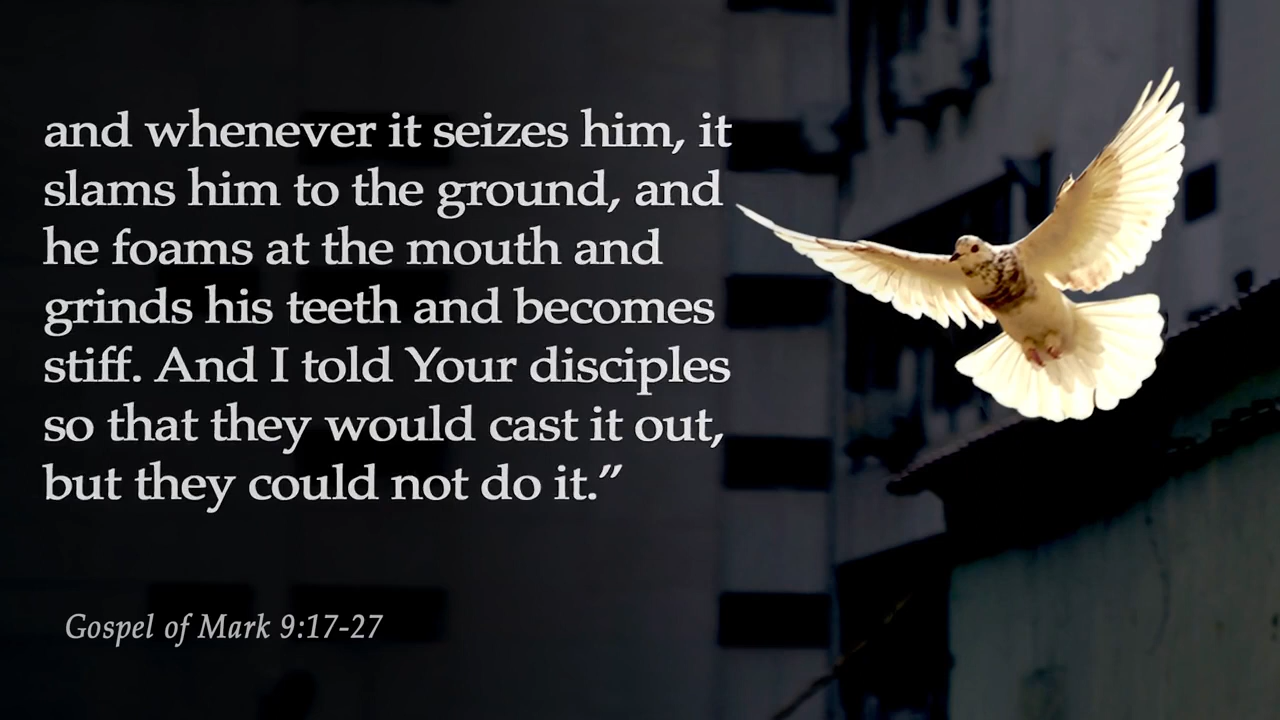 and whenever it seizes him, it
slams him to the ground, and
he foams at the mouth and
grinds his teeth and becomes
stiff. And I told Your disciples
so that they would cast it out,
but they could not do it.”
Gospel of Mark 9:17-27